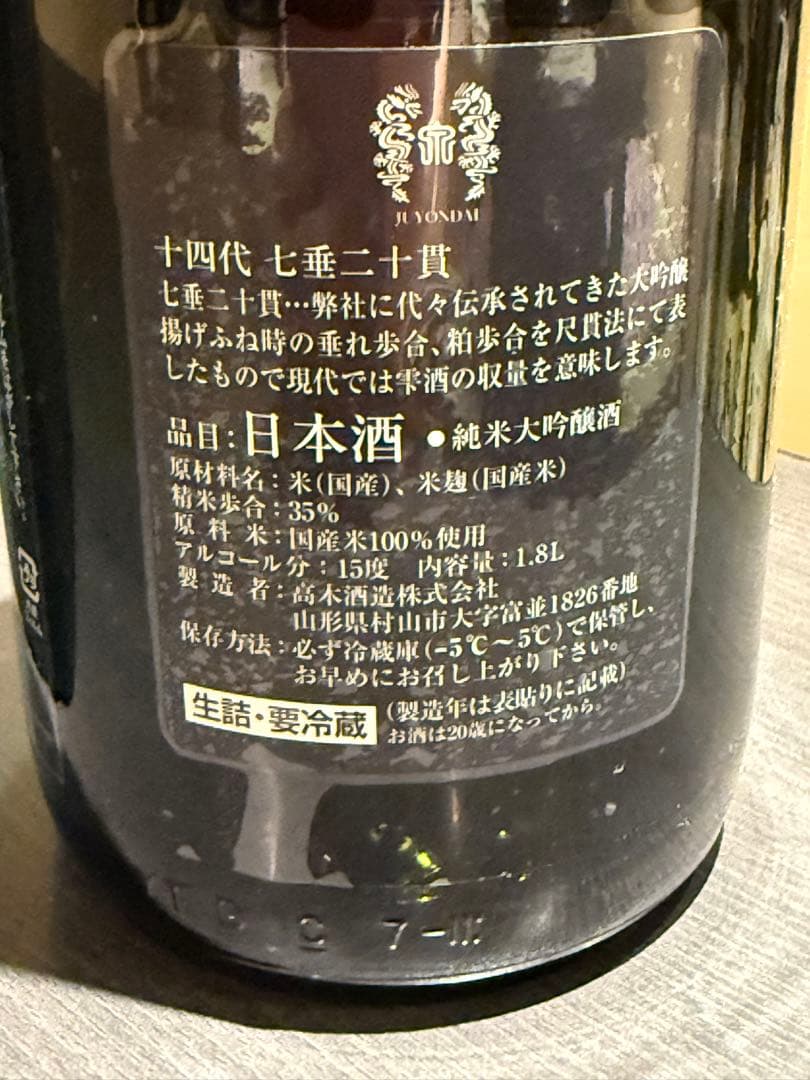 JUYONDAI
十四代 七垂二十貫
七垂二十貫…弊社に代々伝承されてきた大吟醸
揚げふね時の垂れ歩合、粕歩合を尺貫法にて表
したもので現代では雫酒の収量を意味します。
品目：日本酒 ●純米大吟醸酒
原材料名：米（国産）、米麹（国産米）
精米歩合：35%
原料米：国産米100%使用
アルコール分：15度 内容量：1.8L
製造者：高木酒造株式会社
山形県村山市大字富並1826番地
保存方法：必ず冷蔵庫（-5℃〜5℃）で保管し、
お早めにお召し上がり下さい。
生詰・要冷蔵
（製造年は表貼りに記載）
お酒は20歳になってから。
7-III